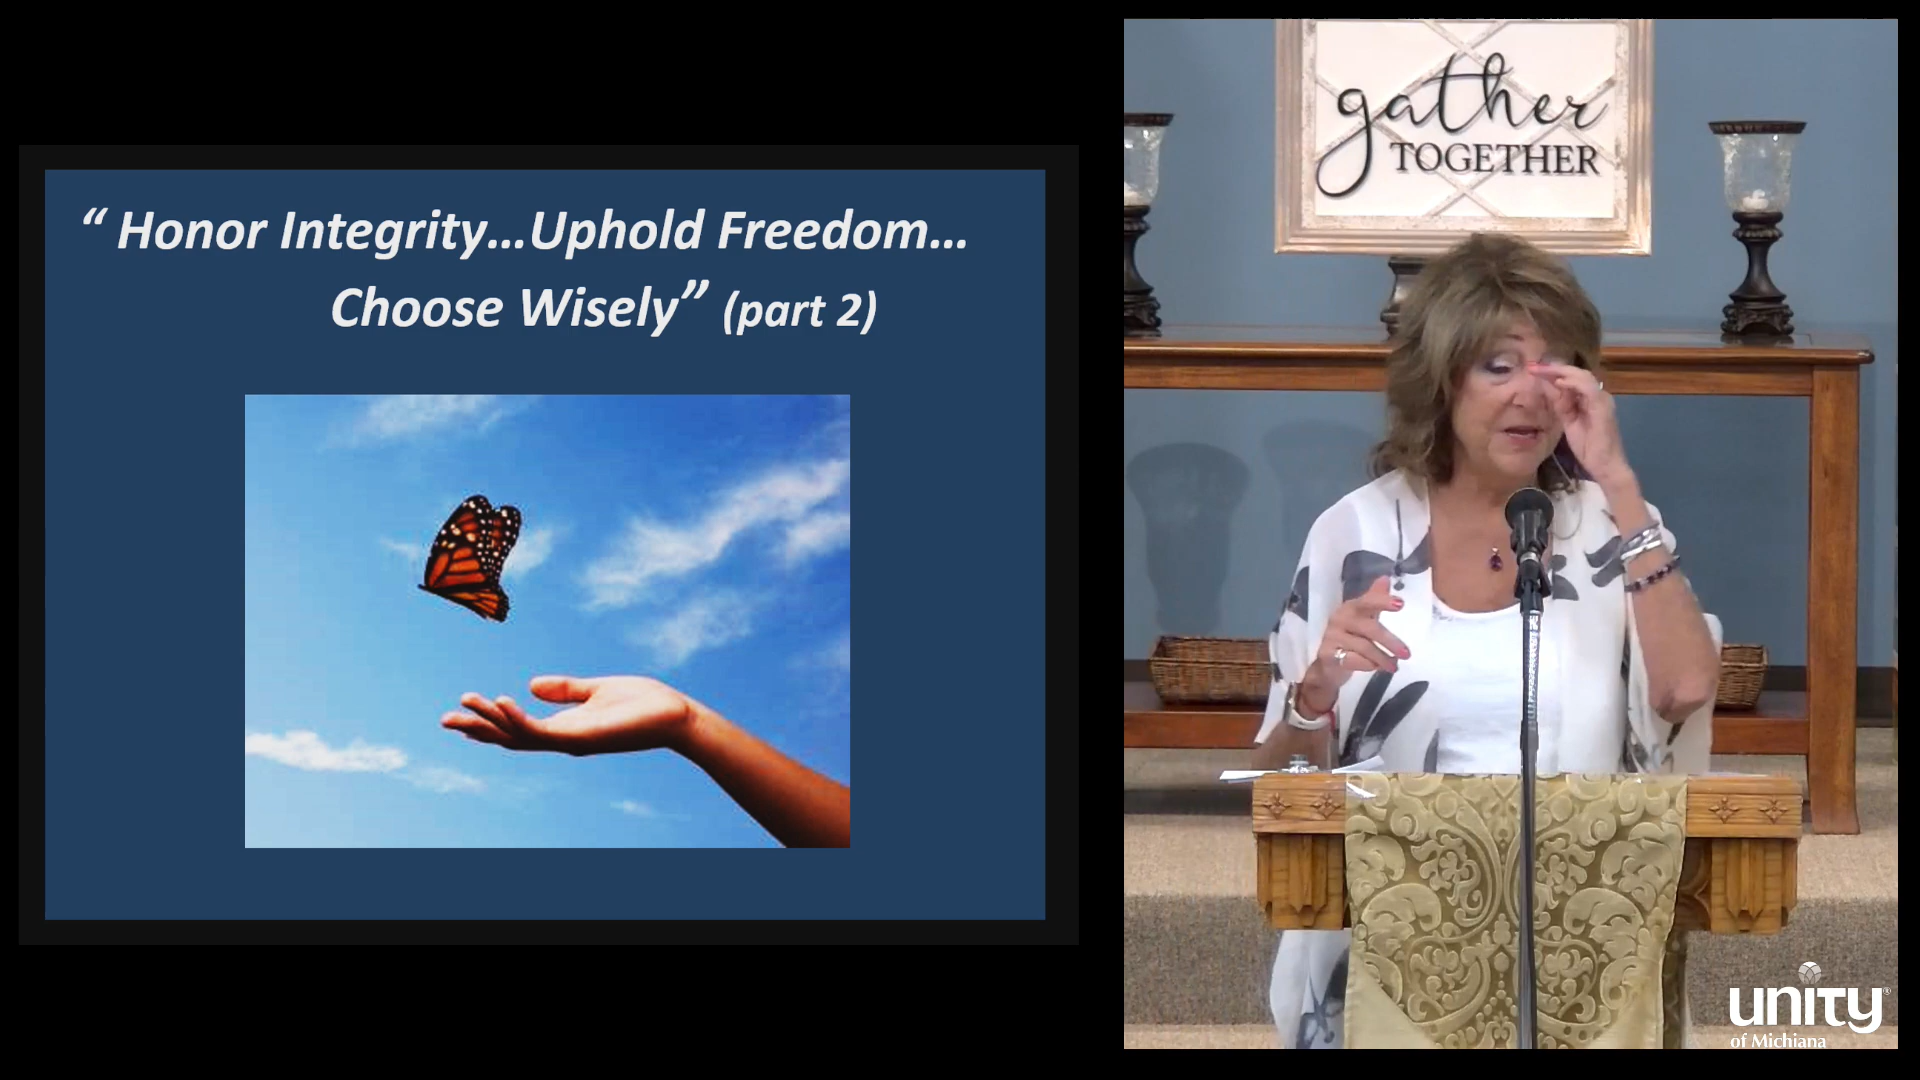 “ Honor Integrity...Uphold Freedom...
Choose Wisely” (part 2)
gather
TOGETHER
unity®
of Michiana